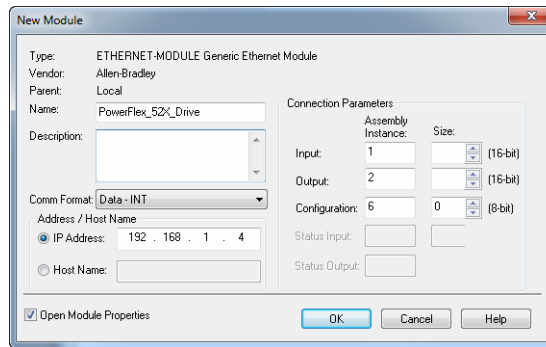 New Module
Type: ETHERNET-MODULE Generic Ethernet Module
Vendor: Allen-Bradley
Parent: Local
Name: PowerFlex_52X_Drive
Description:
Comm Format: Data - INT
Address / Host Name
IP Address: 192 . 168 . 1 . 4
Host Name:
Connection Parameters
Assembly
Instance: Size:
Input: 1 (16-bit)
Output: 2 (16-bit)
Configuration: 6 0 (8-bit)
Status Input:
Status Output:
Open Module Properties
OK Cancel Help